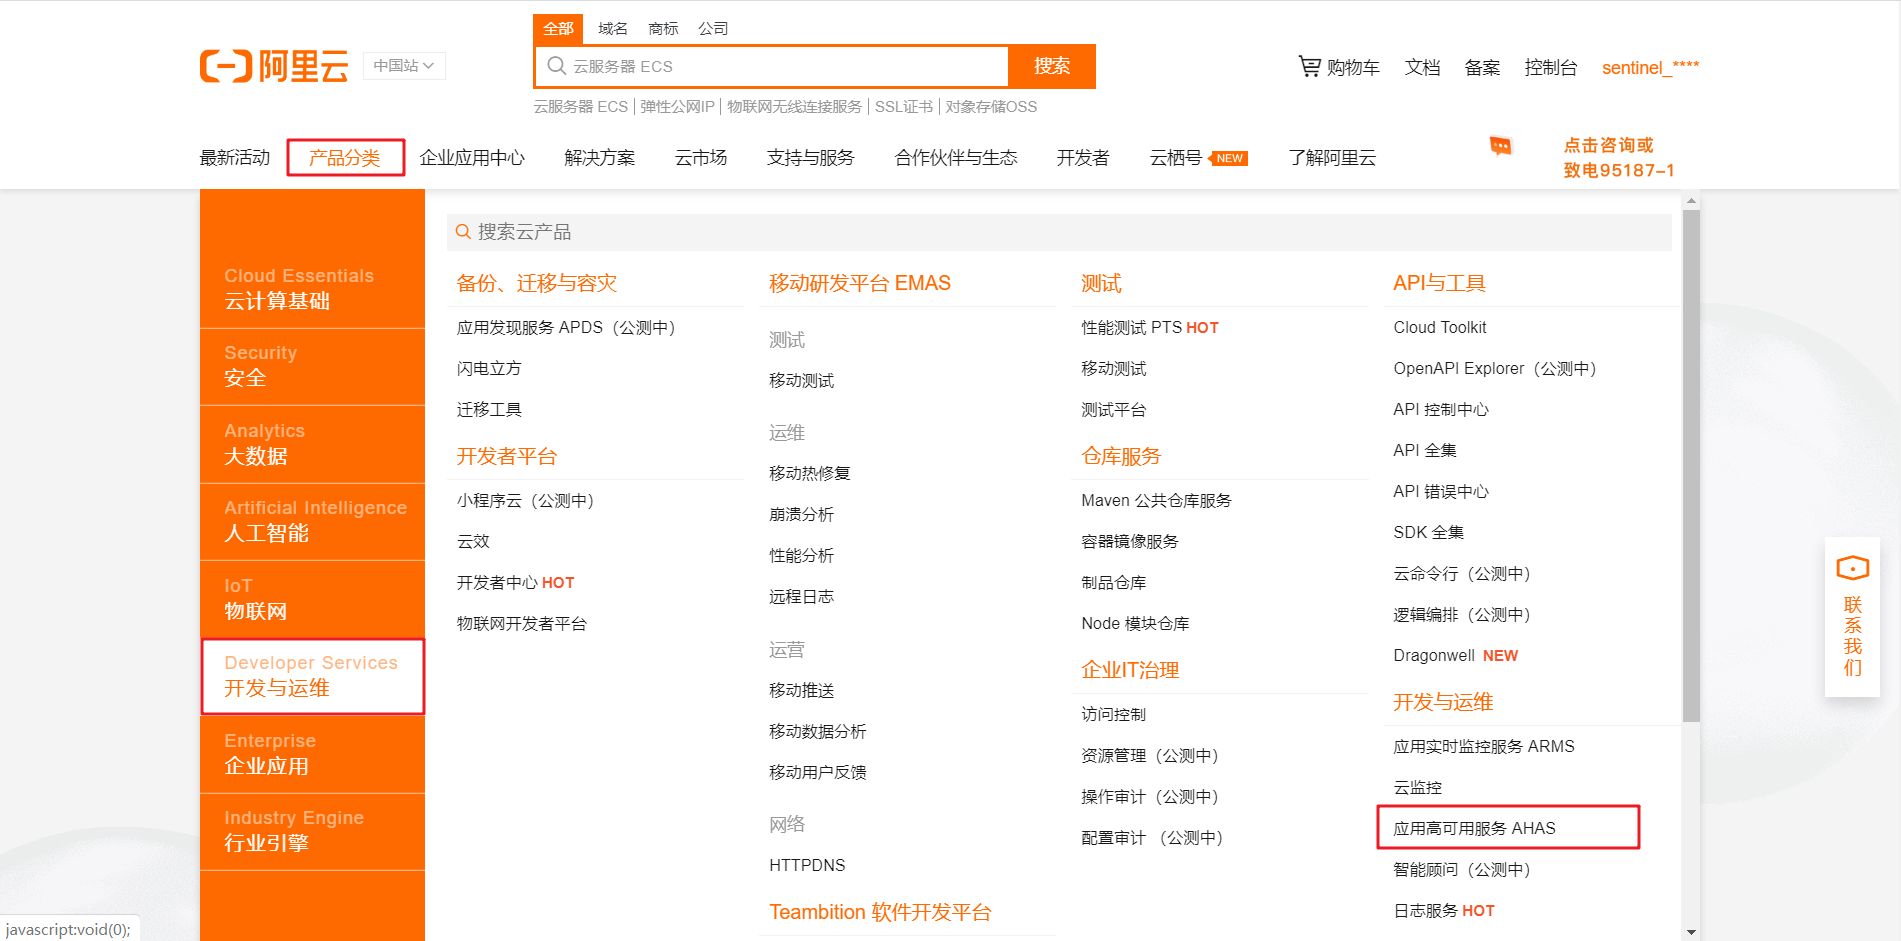 全部 域名 商标 公司
阿里云 中国站
云服务器 ECS 搜索
购物车 文档 备案 控制台 sentinel_****
云服务器 ECS | 弹性公网IP | 物联网无线连接服务 | SSL证书 | 对象存储OSS
最新活动 产品分类 企业应用中心 解决方案 云市场 支持与服务 合作伙伴与生态 开发者 云栖号 NEW 了解阿里云
点击咨询或
致电95187-1
Cloud Essentials
云计算基础
Security
安全
Analytics
大数据
Artificial Intelligence
人工智能
IoT
物联网
Developer Services
开发与运维
Enterprise
企业应用
Industry Engine
行业引擎
搜索云产品
备份、迁移与容灾
应用发现服务 APDS（公测中）
闪电立方
迁移工具
开发者平台
小程序云（公测中）
云效
开发者中心 HOT
物联网开发者平台
移动研发平台 EMAS
测试
移动测试
运维
移动热修复
崩溃分析
性能分析
远程日志
运营
移动推送
移动数据分析
移动用户反馈
网络
HTTPDNS
Teambition 软件开发平台
测试
性能测试 PTS HOT
移动测试
测试平台
仓库服务
Maven 公共仓库服务
容器镜像服务
制品仓库
Node 模块仓库
企业IT治理
访问控制
资源管理（公测中）
操作审计（公测中）
配置审计 （公测中）
API与工具
Cloud Toolkit
OpenAPI Explorer（公测中）
API 控制中心
API 全集
API 错误中心
SDK 全集
云命令行（公测中）
逻辑编排（公测中）
Dragonwell NEW
开发与运维
应用实时监控服务 ARMS
云监控
应用高可用服务 AHAS
智能顾问（公测中）
日志服务 HOT
联系我们
javascript:void(0);